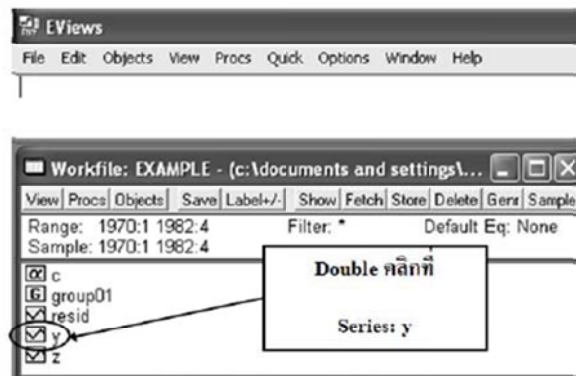 EViews
File Edit Objects View Procs Quick Options Window Help
Workfile: EXAMPLE - (c:\documents and settings\...
View Procs Objects Save Label+/- Show Fetch Store Delete Genr Sample
Range: 1970:1 1982:4 Filter: * Default Eq: None
Sample: 1970:1 1982:4
Double คลิกที่
Series: y
c
group01
resid
y
z